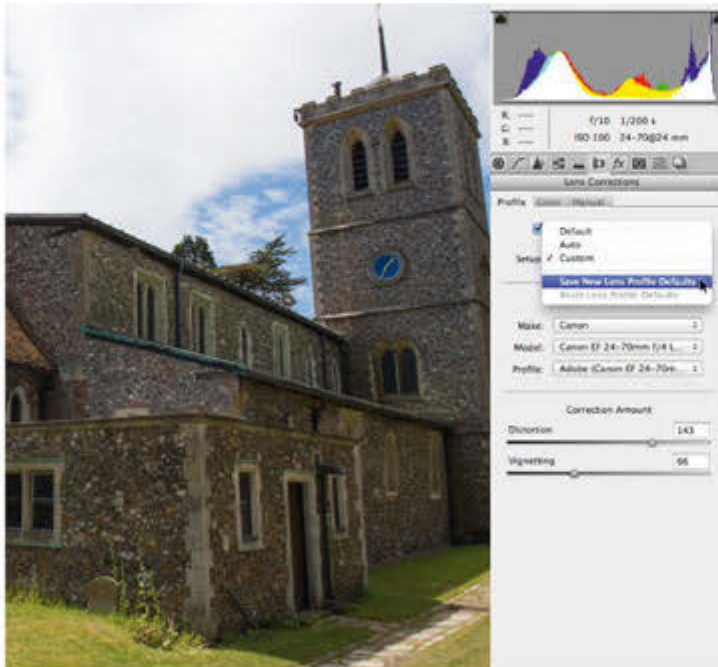 R: ---
G: ---
B: ---
f/10 1/200 s
ISO 100 24-70@24 mm
Lens Corrections
Profile Color Manual
Default
Auto
Setup: ✓ Custom
Save New Lens Profile Defaults
Reset Lens Profile Defaults
Make: Canon
Model: Canon EF 24-70mm f/4 L...
Profile: Adobe (Canon EF 24-70m...
Correction Amount
Distortion 143
Vignetting 66